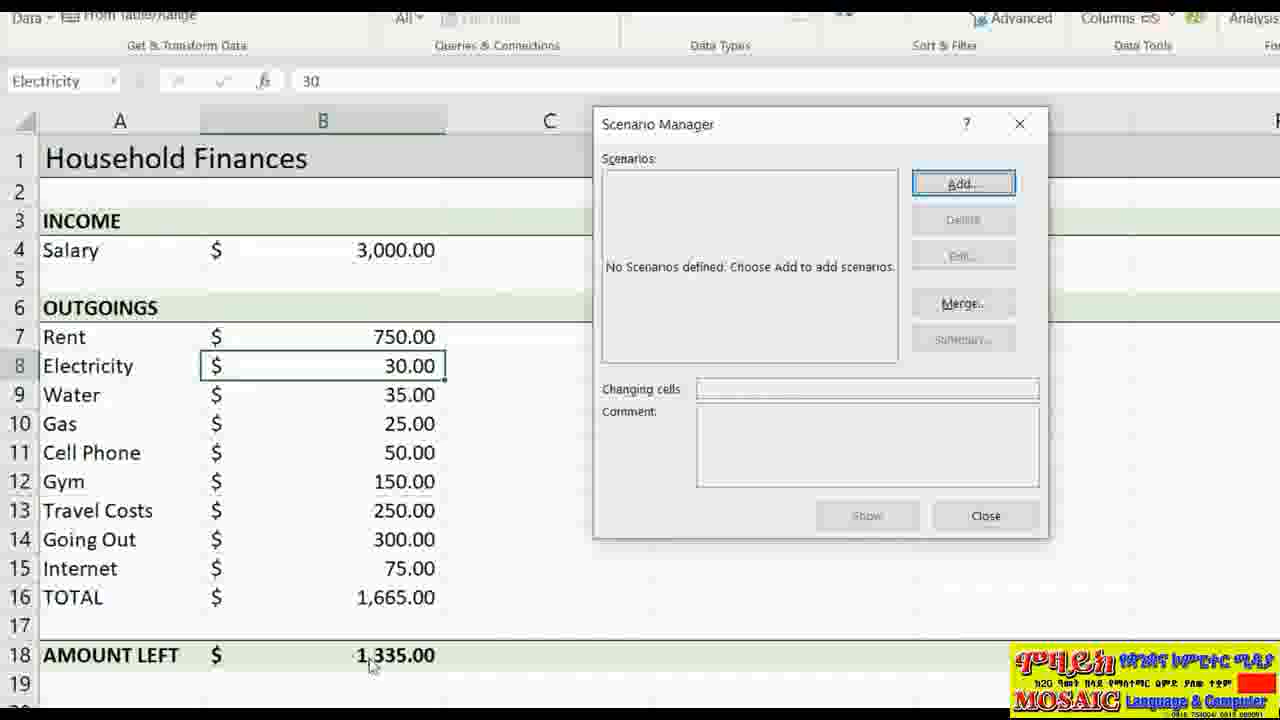 Data From Table/Range All Advanced Columns Analysis
Get & Transform Data Queries & Connections Data Types Sort & Filter Data Tools
Electricity fx 30
A B C
1 Household Finances
2
3 INCOME
4 Salary $ 3,000.00
5
6 OUTGOINGS
7 Rent $ 750.00
8 Electricity $ 30.00
9 Water $ 35.00
10 Gas $ 25.00
11 Cell Phone $ 50.00
12 Gym $ 150.00
13 Travel Costs $ 250.00
14 Going Out $ 300.00
15 Internet $ 75.00
16 TOTAL $ 1,665.00
17
18 AMOUNT LEFT $ 1,335.00
19
Scenario Manager ? ×
Scenarios:
No Scenarios defined. Choose Add to add scenarios.
Add...
Delete
Edit...
Merge...
Summary...
Changing cells:
Comment:
Show Close
ሞዛይክ
MOSAIC Language & Computer